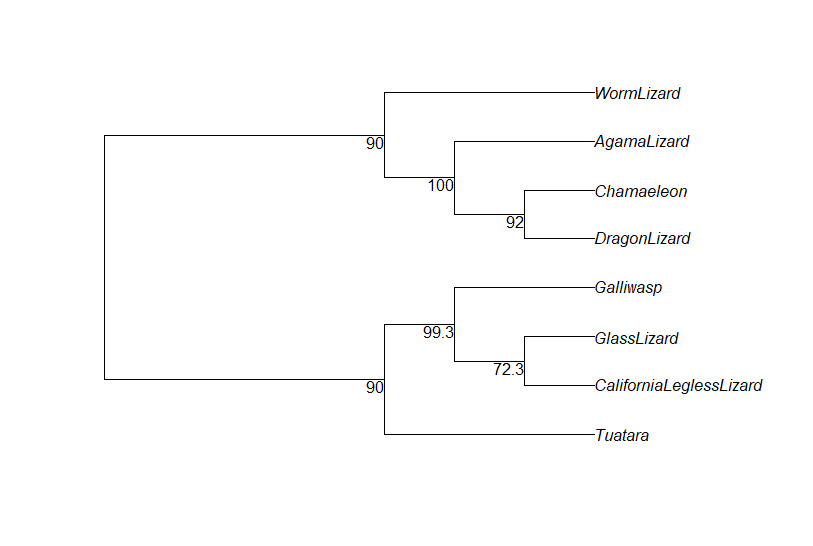 WormLizard
90
AgamaLizard
100
Chamaeleon
92
DragonLizard
Galliwasp
99.3
GlassLizard
72.3
CaliforniaLeglessLizard
90
Tuatara